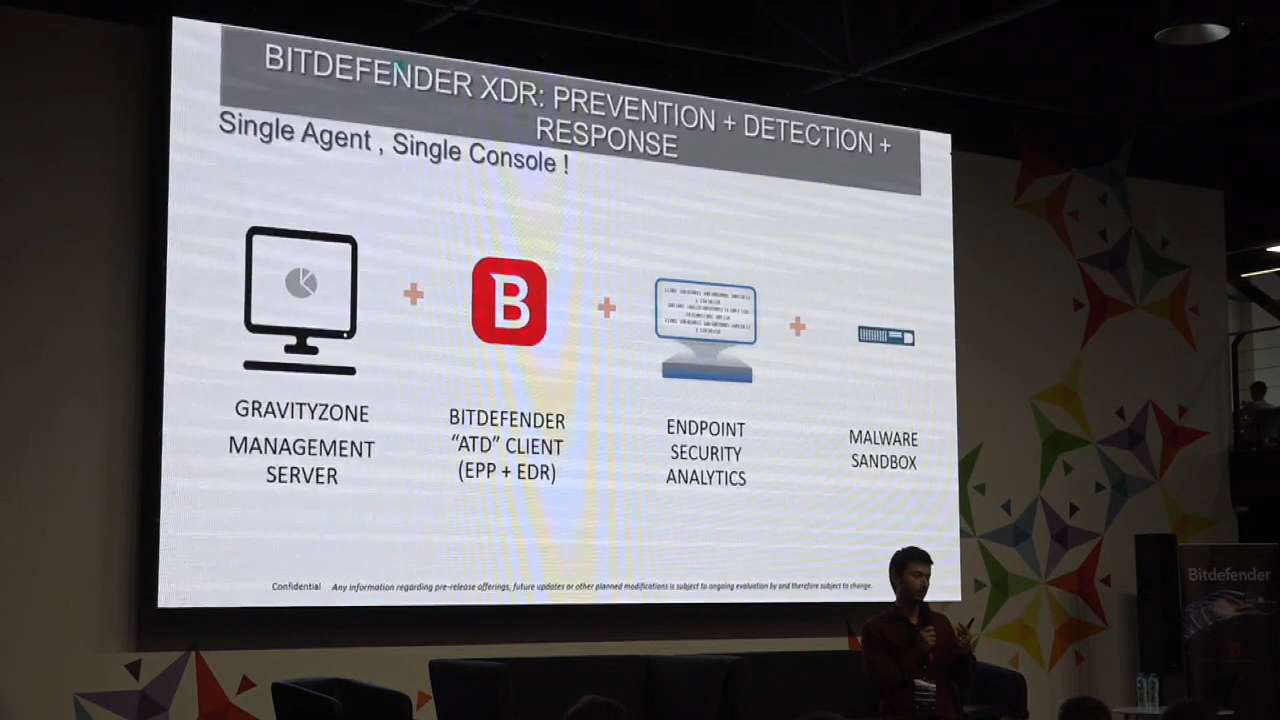 BITDEFENDER XDR: PREVENTION + DETECTION +
RESPONSE
Single Agent , Single Console !
B
GRAVITYZONE
MANAGEMENT
SERVER
BITDEFENDER
“ATD” CLIENT
(EPP + EDR)
ENDPOINT
SECURITY
ANALYTICS
MALWARE
SANDBOX
Confidential Any information regarding pre-release offerings, future updates or other planned modifications is subject to ongoing evaluation by and therefore subject to change.
Bitdefender